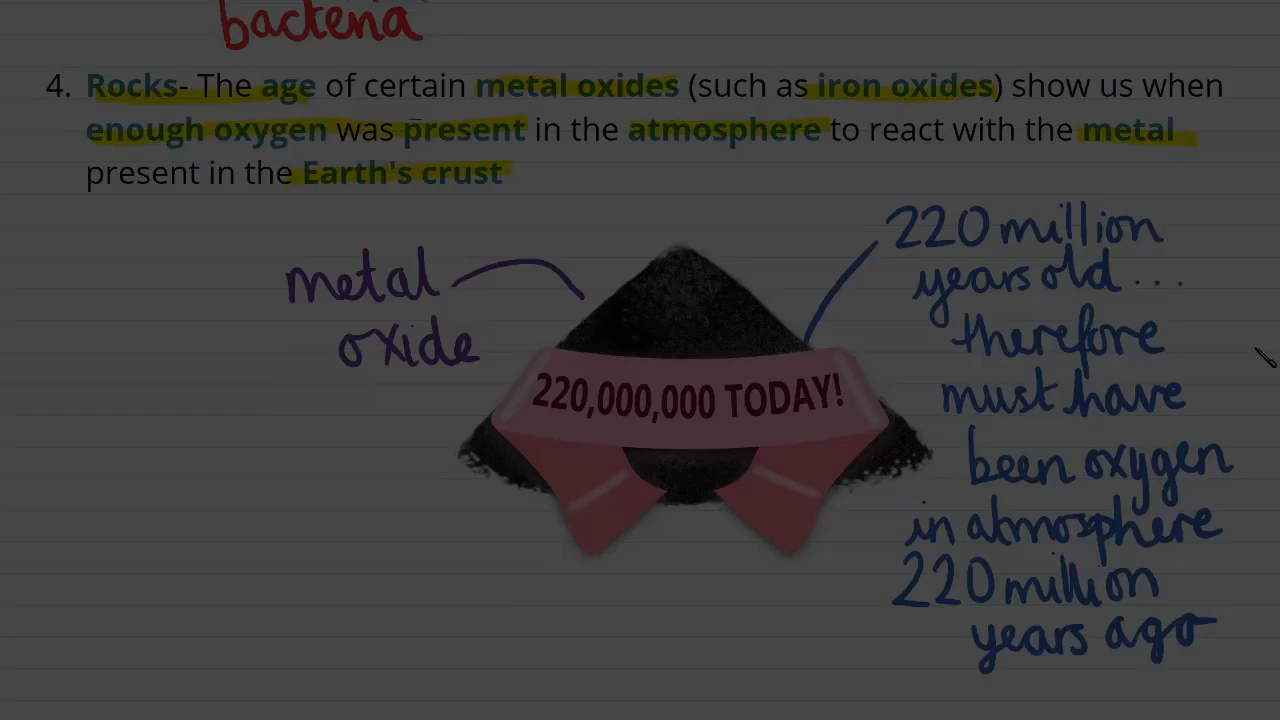 bacteria
4. Rocks- The age of certain metal oxides (such as iron oxides) show us when
enough oxygen was present in the atmosphere to react with the metal
present in the Earth's crust
metal
oxide
220,000,000 TODAY!
220 million
years old...
therefore
must have
been oxygen
in atmosphere
220 million
years ago